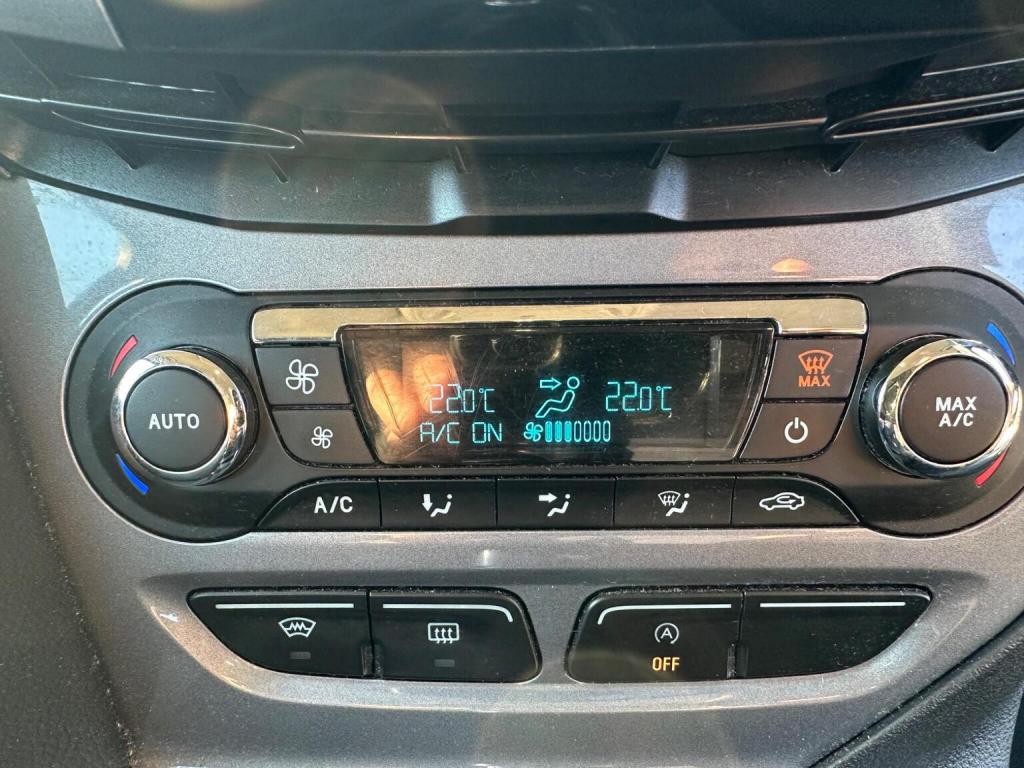 AUTO
22.0°C 22.0°C
A/C ON
MAX
MAX
A/C
A/C
A
OFF